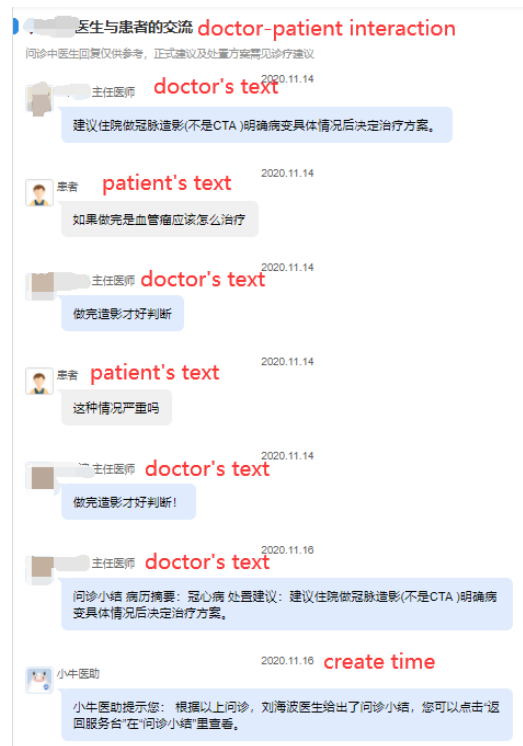 医生与患者的交流 doctor-patient interaction
问诊中医生回复仅供参考，正式建议及处置方案需见诊疗建议
2020.11.14
主任医师 doctor's text
建议住院做冠脉造影(不是CTA )明确病变具体情况后决定治疗方案。
2020.11.14
患者 patient's text
如果做完是血管瘤应该怎么治疗
2020.11.14
主任医师 doctor's text
做完造影才好判断
2020.11.14
患者 patient's text
这种情况严重吗
2020.11.14
主任医师 doctor's text
做完造影才好判断！
2020.11.16
主任医师 doctor's text
问诊小结 病历摘要：冠心病 处置建议：建议住院做冠脉造影(不是CTA )明确病
变具体情况后决定治疗方案。
2020.11.16 create time
小牛医助
小牛医助提示您： 根据以上问诊，刘海波医生给出了问诊小结，您可以点击“返
回服务台”在“问诊小结”里查看。